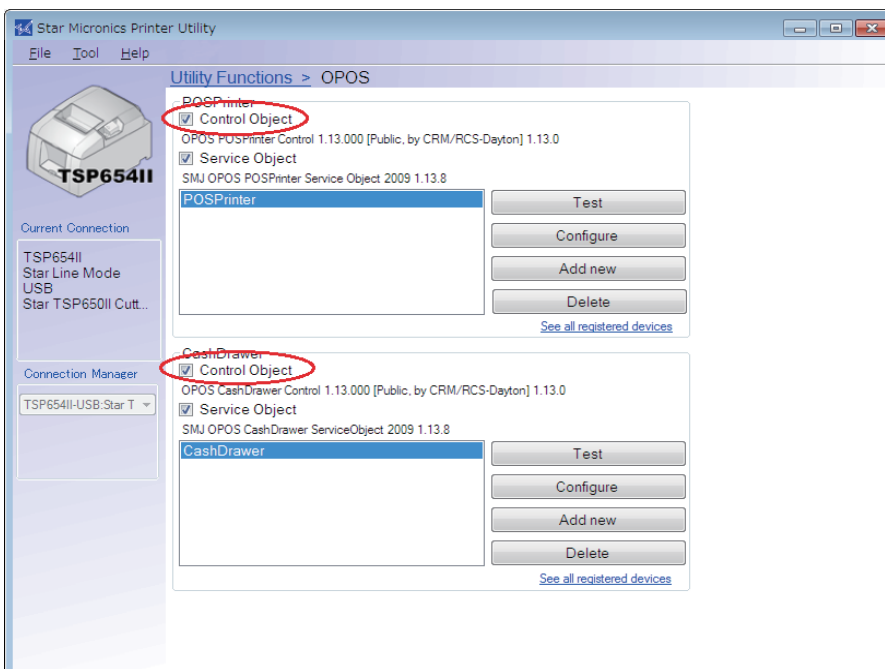 Star Micronics Printer Utility
File Tool Help
Utility Functions > OPOS
TSP654II
Current Connection
TSP654II
Star Line Mode
USB
Star TSP650II Cutt...
Connection Manager
TSP654II-USB:Star T
POSPrinter
Control Object
OPOS POSPrinter Control 1.13.000 [Public, by CRM/RCS-Dayton] 1.13.0
Service Object
SMJ OPOS POSPrinter Service Object 2009 1.13.8
POSPrinter
Test
Configure
Add new
Delete
See all registered devices
CashDrawer
Control Object
OPOS CashDrawer Control 1.13.000 [Public, by CRM/RCS-Dayton] 1.13.0
Service Object
SMJ OPOS CashDrawer ServiceObject 2009 1.13.8
CashDrawer
Test
Configure
Add new
Delete
See all registered devices